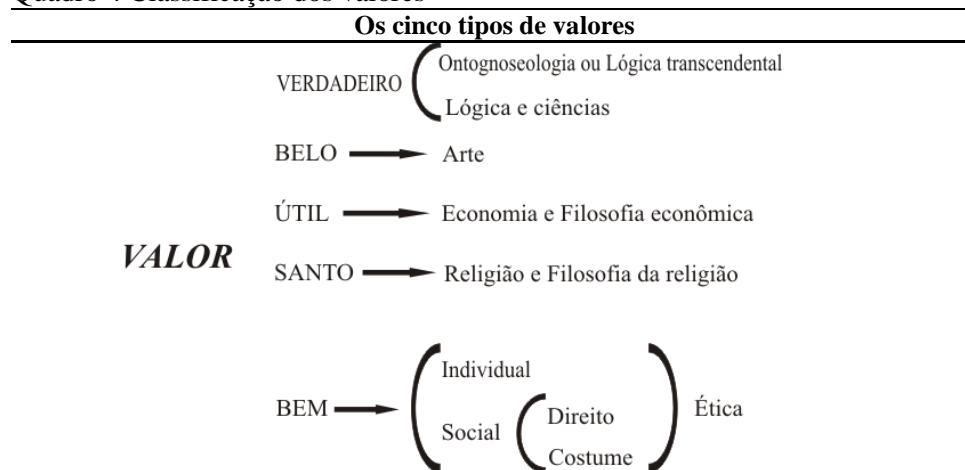 Quadro 4 Classificação dos valores
Os cinco tipos de valores
VERDADEIRO
Ontognoseologia ou Lógica transcendental
Lógica e ciências
BELO Arte
ÚTIL Economia e Filosofia econômica
VALOR
SANTO Religião e Filosofia da religião
Individual
BEM
Social
Direito
Costume
Ética